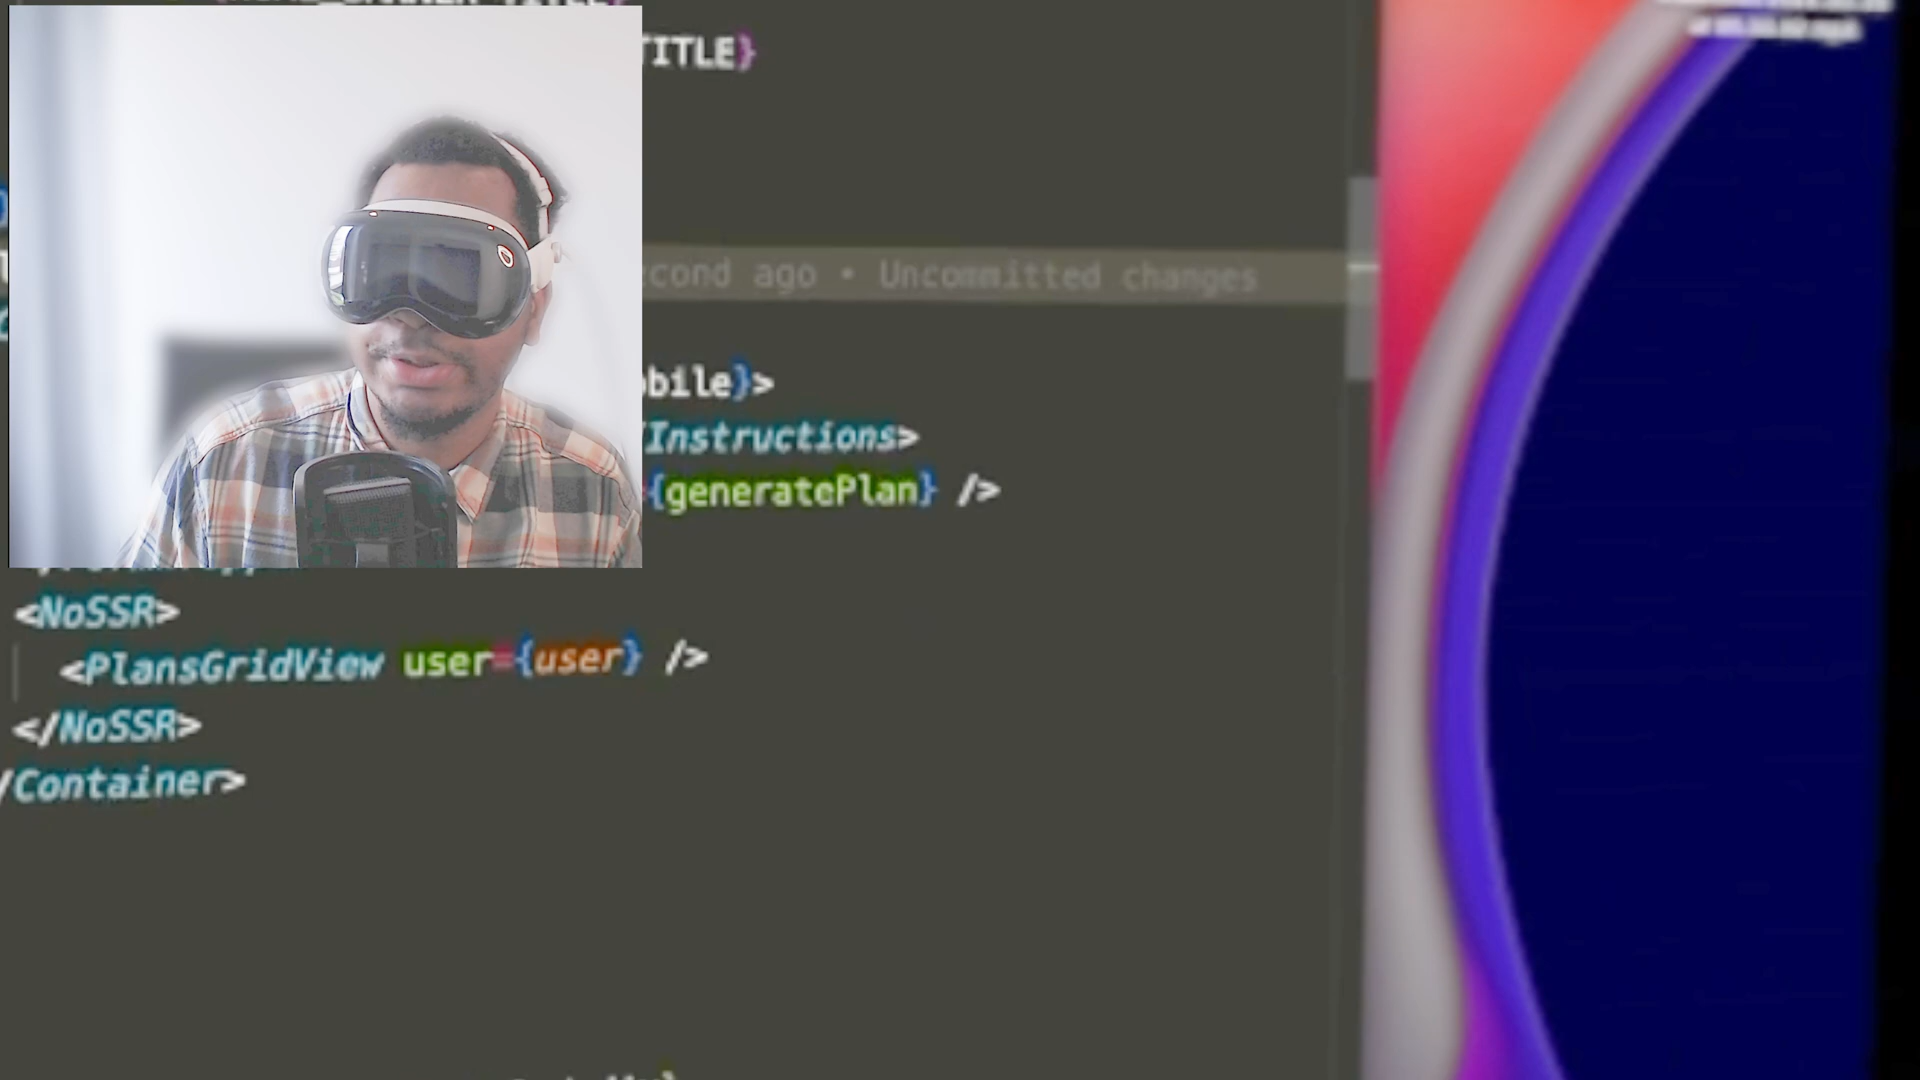 TITLE}
cond ago • Uncommitted changes
bile}>
Instructions>
={generatePlan} />
<NoSSR>
<PlansGridView user={user} />
</NoSSR>
/Container>